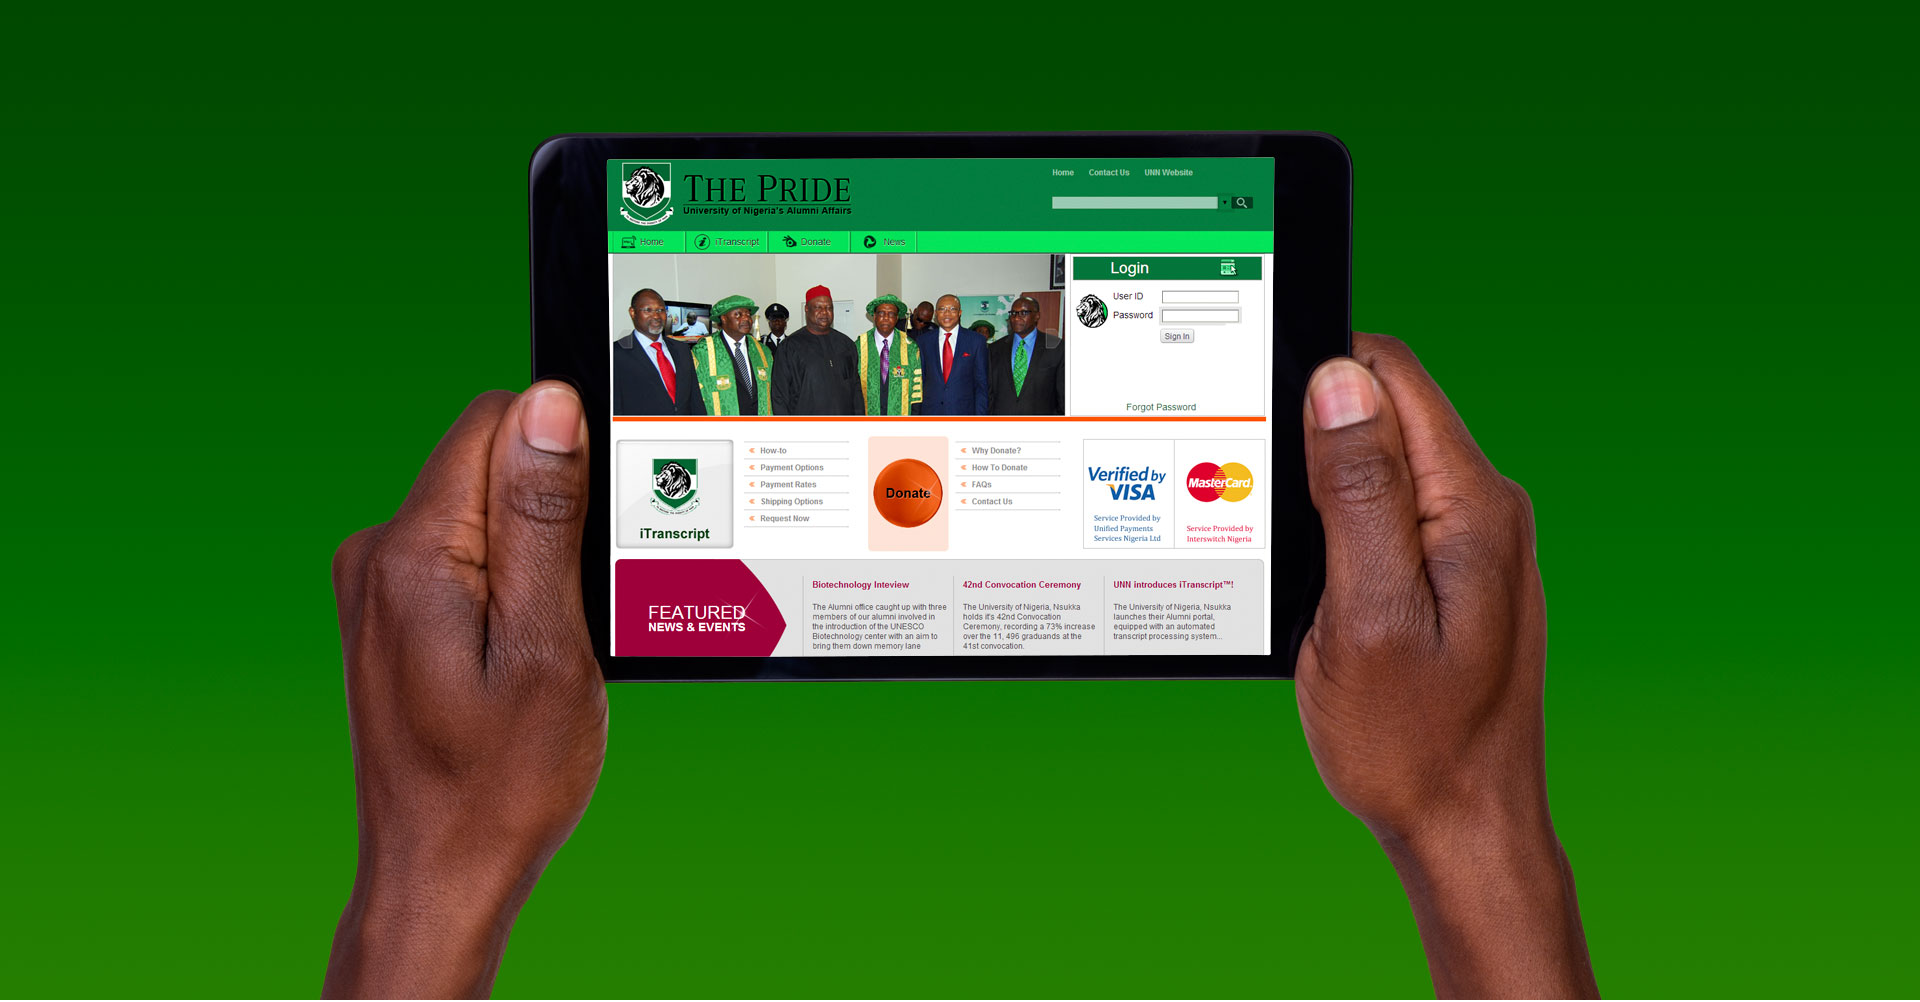 THE PRIDE
University of Nigeria's Alumni Affairs
Home Contact Us UNN Website
Home iTranscript Donate News
Login
User ID
Password
Sign In
Forgot Password
iTranscript
How-to
Payment Options
Payment Rates
Shipping Options
Request Now
Donate
Why Donate?
How To Donate
FAQs
Contact Us
Verified by
VISA
Service Provided by
Unified Payments
Services Nigeria Ltd
MasterCard
Service Provided by
Interswitch Nigeria
FEATURED
NEWS & EVENTS
Biotechnology Inteview
The Alumni office caught up with three
members of our alumni involved in
the introduction of the UNESCO
Biotechnology center with an aim to
bring them down memory lane
42nd Convocation Ceremony
The University of Nigeria, Nsukka
holds it's 42nd Convocation
Ceremony, recording a 73% increase
over the 11, 496 graduands at the
41st convocation.
UNN introduces iTranscript™!
The University of Nigeria, Nsukka
launches their Alumni portal,
equipped with an automated
transcript processing system...